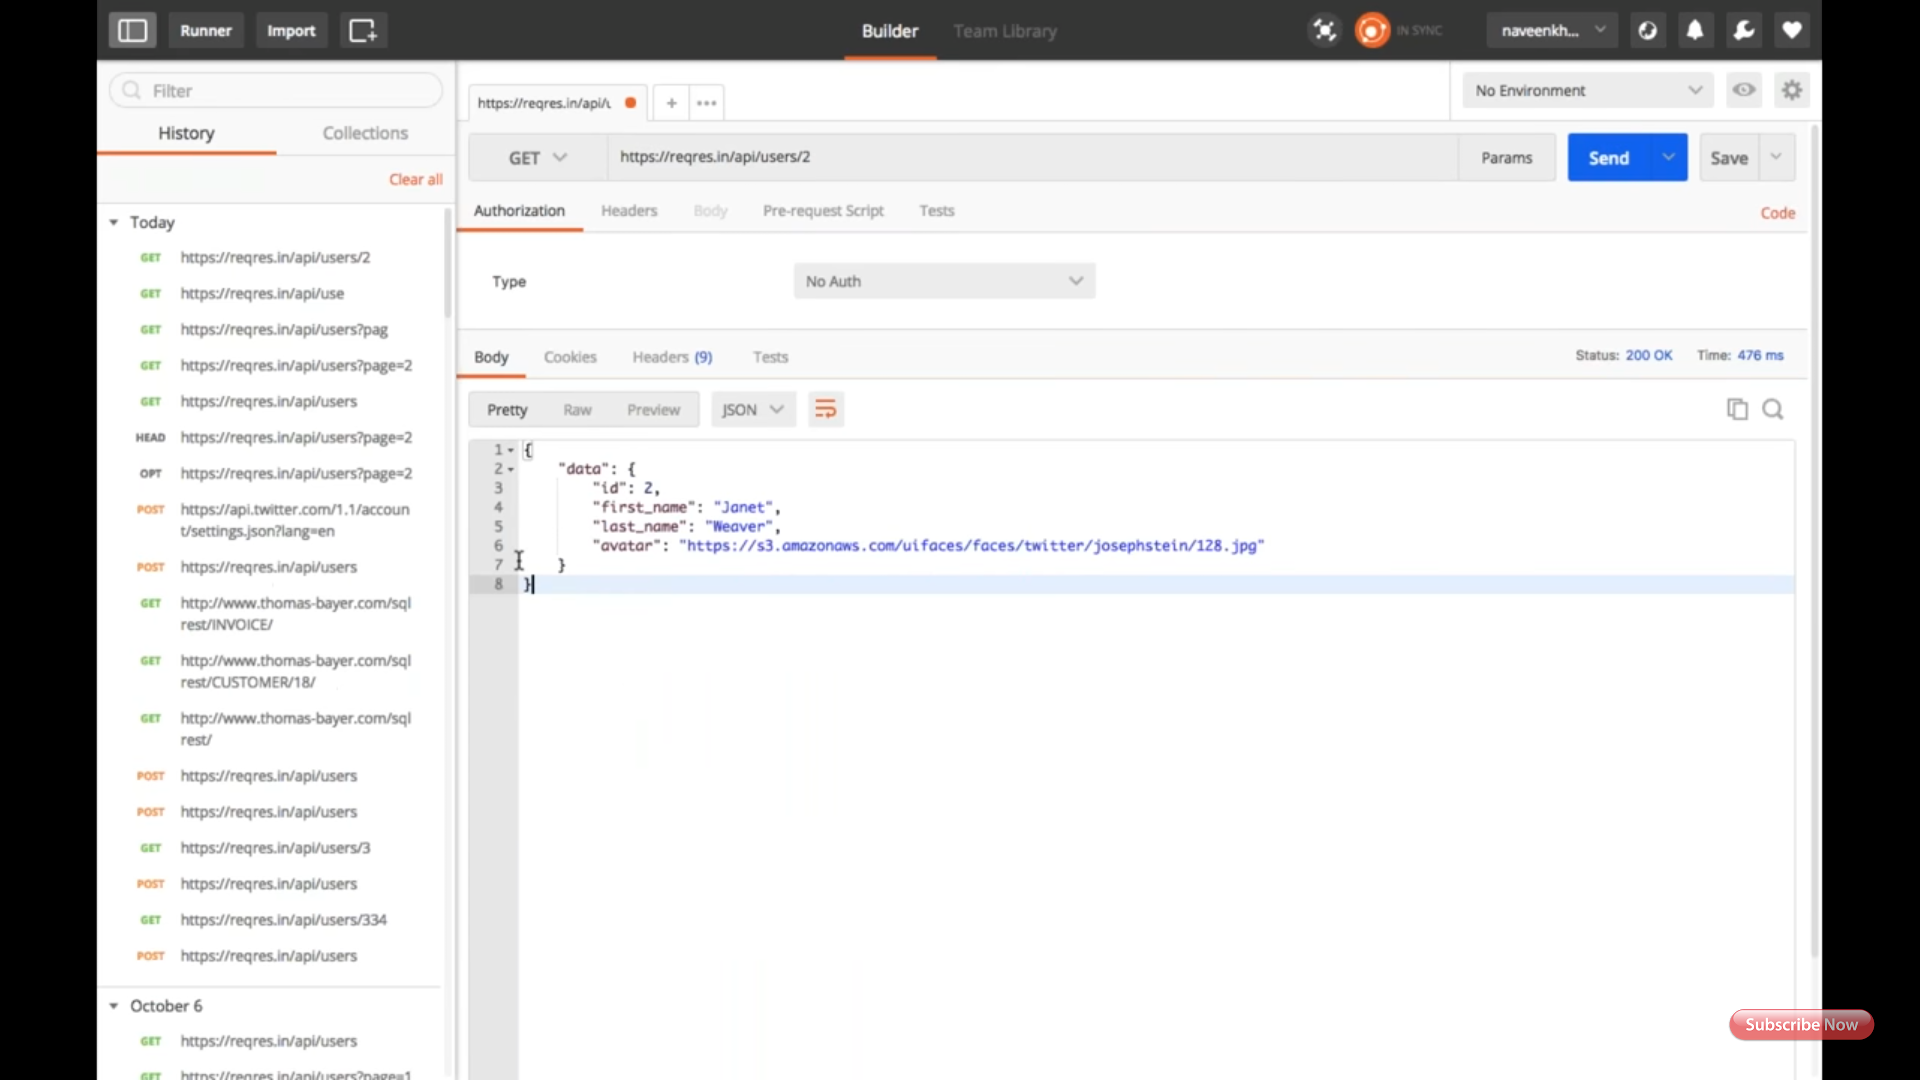 Runner
Import
Builder
Team Library
IN SYNC
naveenkh...
Filter
History
Collections
Clear all
Today
GET https://reqres.in/api/users/2
GET https://reqres.in/api/use
GET https://reqres.in/api/users?pag
GET https://reqres.in/api/users?page=2
GET https://reqres.in/api/users
HEAD https://reqres.in/api/users?page=2
OPT https://reqres.in/api/users?page=2
POST https://api.twitter.com/1.1/accoun
t/settings.json?lang=en
POST https://reqres.in/api/users
GET http://www.thomas-bayer.com/sql
rest/INVOICE/
GET http://www.thomas-bayer.com/sql
rest/CUSTOMER/18/
GET http://www.thomas-bayer.com/sql
rest/
POST https://reqres.in/api/users
POST https://reqres.in/api/users
GET https://reqres.in/api/users/3
POST https://reqres.in/api/users
GET https://reqres.in/api/users/334
POST https://reqres.in/api/users
October 6
GET https://reqres.in/api/users
GET https://reqres.in/api/users?page=1
https://reqres.in/api/u
+
...
No Environment
GET
https://reqres.in/api/users/2
Params
Send
Save
Authorization
Headers
Body
Pre-request Script
Tests
Code
Type
No Auth
Body
Cookies
Headers (9)
Tests
Status: 200 OK
Time: 476 ms
Pretty
Raw
Preview
JSON
1 {
2 "data": {
3 "id": 2,
4 "first_name": "Janet",
5 "last_name": "Weaver",
6 "avatar": "https://s3.amazonaws.com/uifaces/faces/twitter/josephstein/128.jpg"
7 }
8 }
Subscribe Now